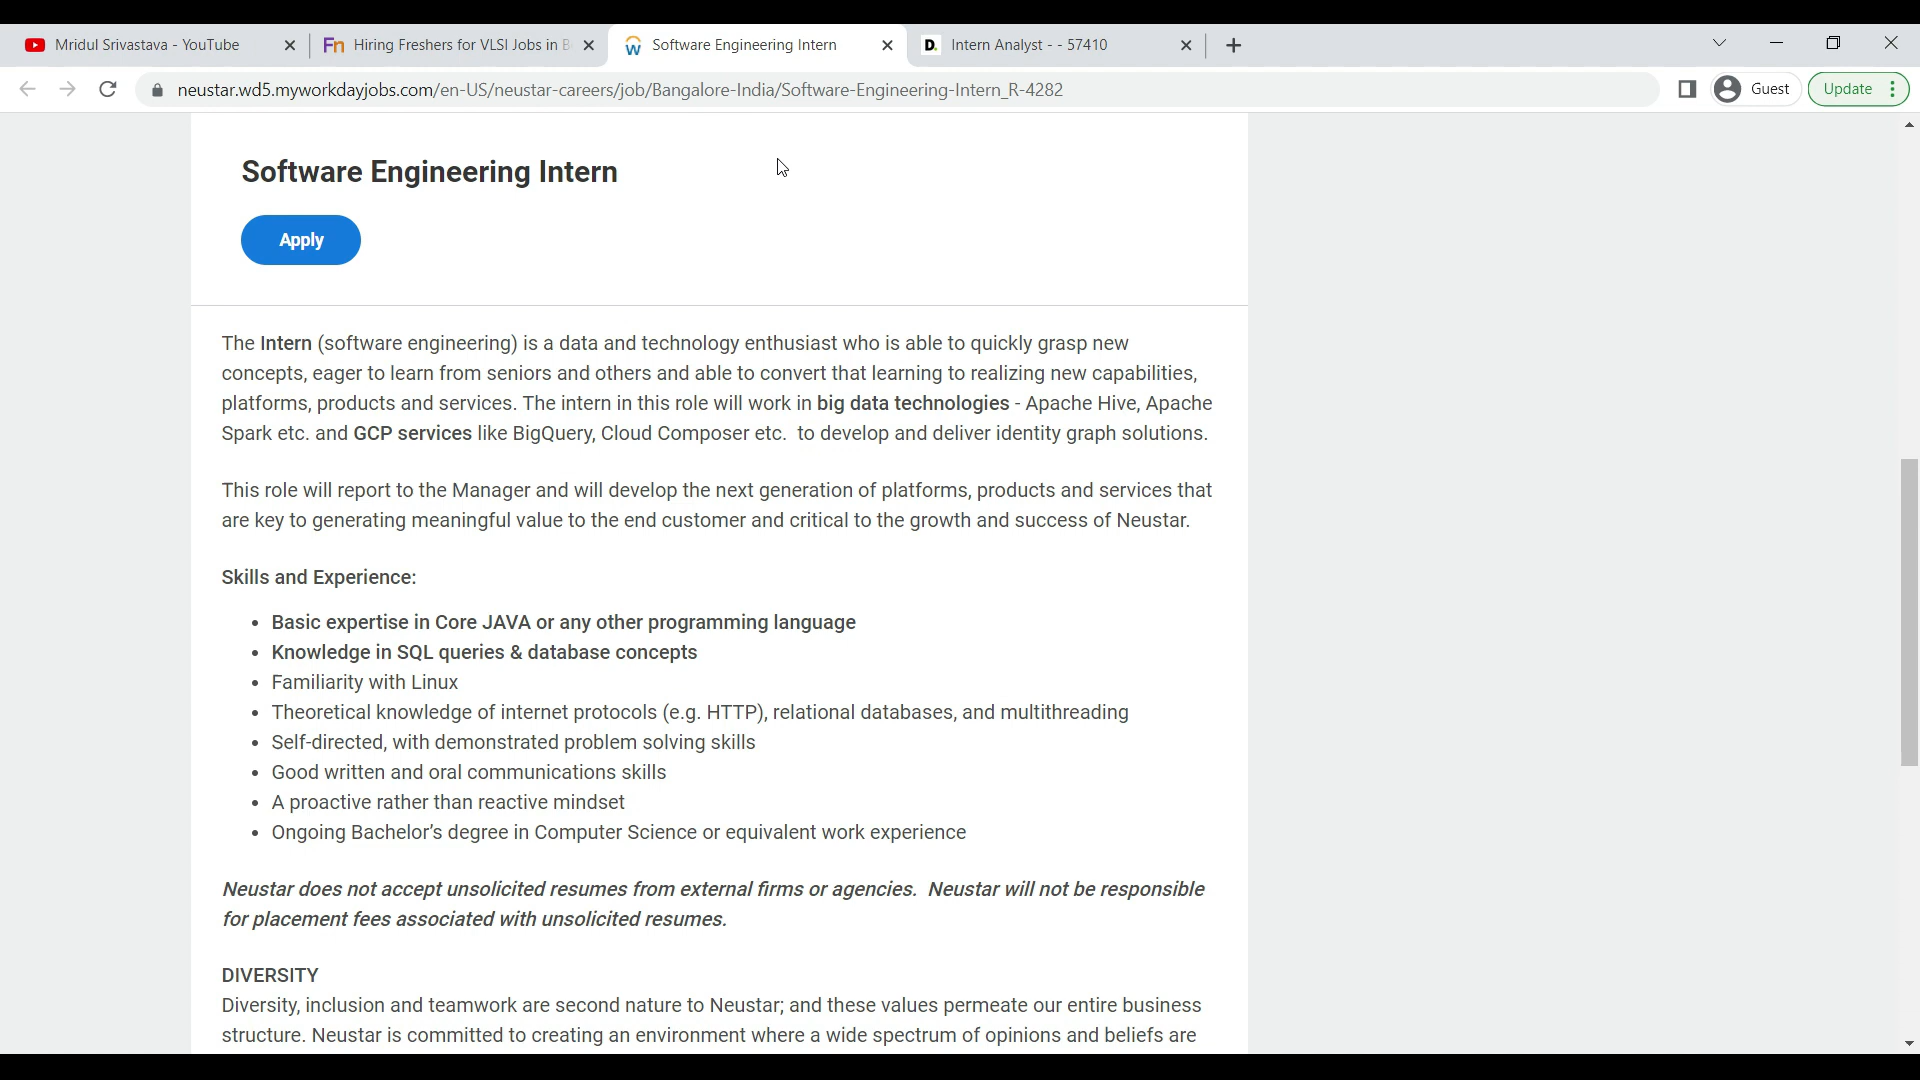 Mridul Srivastava - YouTube
Hiring Freshers for VLSI Jobs in B
Software Engineering Intern
Intern Analyst - - 57410
neustar.wd5.myworkdayjobs.com/en-US/neustar-careers/job/Bangalore-India/Software-Engineering-Intern_R-4282
Guest
Update
Software Engineering Intern
Apply
The Intern (software engineering) is a data and technology enthusiast who is able to quickly grasp new
concepts, eager to learn from seniors and others and able to convert that learning to realizing new capabilities,
platforms, products and services. The intern in this role will work in big data technologies - Apache Hive, Apache
Spark etc. and GCP services like BigQuery, Cloud Composer etc.  to develop and deliver identity graph solutions.
This role will report to the Manager and will develop the next generation of platforms, products and services that
are key to generating meaningful value to the end customer and critical to the growth and success of Neustar.
Skills and Experience:
• Basic expertise in Core JAVA or any other programming language
• Knowledge in SQL queries & database concepts
• Familiarity with Linux
• Theoretical knowledge of internet protocols (e.g. HTTP), relational databases, and multithreading
• Self-directed, with demonstrated problem solving skills
• Good written and oral communications skills
• A proactive rather than reactive mindset
• Ongoing Bachelor's degree in Computer Science or equivalent work experience
Neustar does not accept unsolicited resumes from external firms or agencies.  Neustar will not be responsible
for placement fees associated with unsolicited resumes.
DIVERSITY
Diversity, inclusion and teamwork are second nature to Neustar; and these values permeate our entire business
structure. Neustar is committed to creating an environment where a wide spectrum of opinions and beliefs are